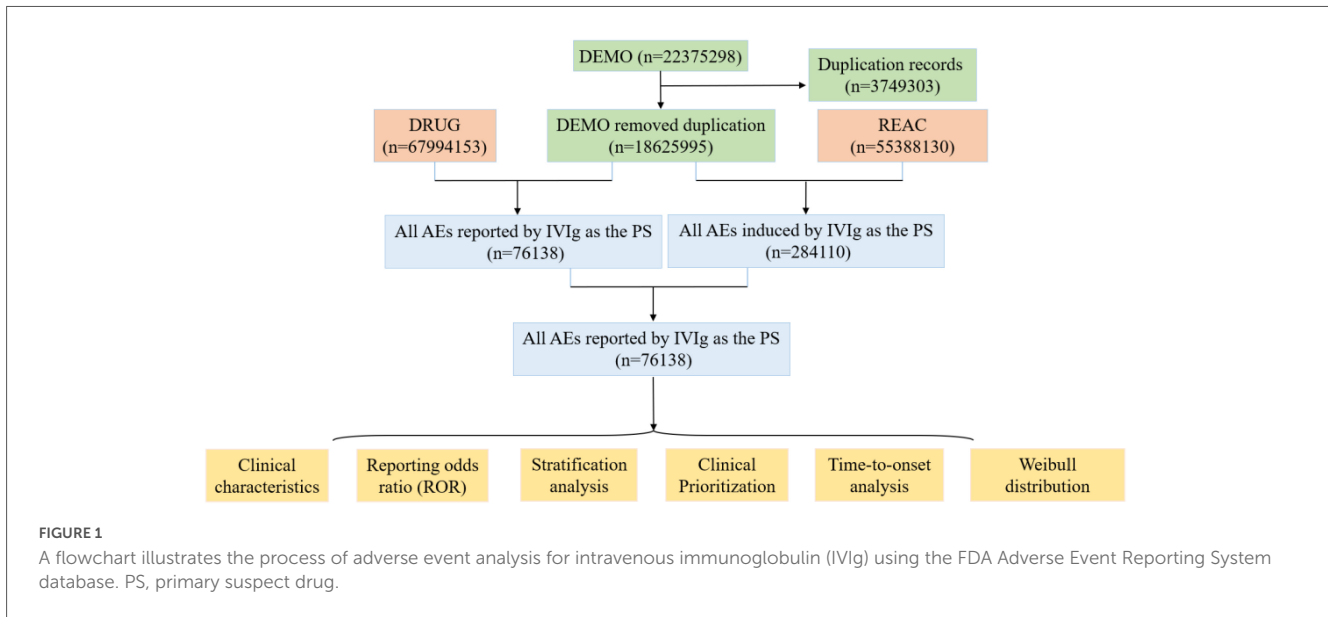 DEMO (n=22375298)
Duplication records
(n=3749303)
DRUG
(n=67994153)
DEMO removed duplication
(n=18625995)
REAC
(n=55388130)
All AEs reported by IVIg as the PS
(n=76138)
All AEs induced by IVIg as the PS
(n=284110)
All AEs reported by IVIg as the PS
(n=76138)
Clinical
characteristics
Reporting odds
ratio (ROR)
Stratification
analysis
Clinical
Prioritization
Time-to-onset
analysis
Weibull
distribution
FIGURE 1
A flowchart illustrates the process of adverse event analysis for intravenous immunoglobulin (IVIg) using the FDA Adverse Event Reporting System
database. PS, primary suspect drug.